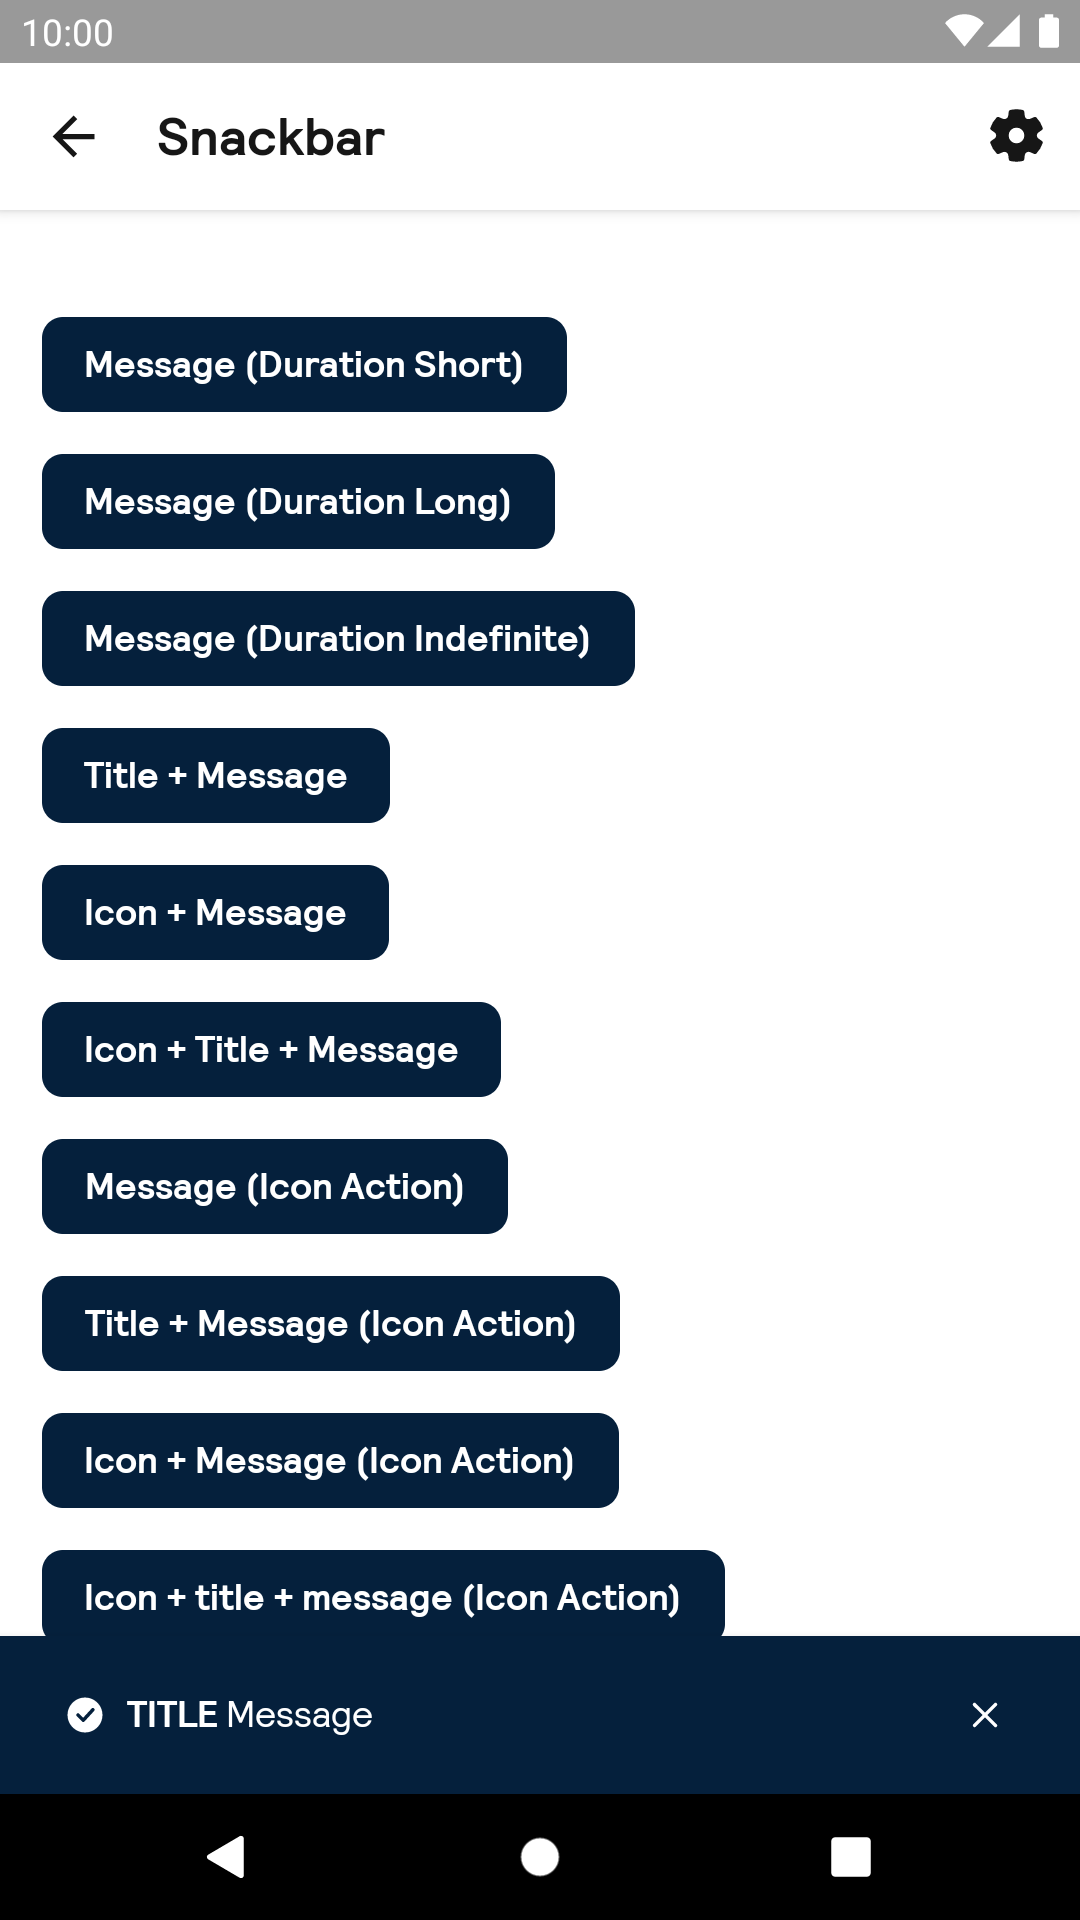 10:00
Snackbar
Message (Duration Short)
Message (Duration Long)
Message (Duration Indefinite)
Title + Message
Icon + Message
Icon + Title + Message
Message (Icon Action)
Title + Message (Icon Action)
Icon + Message (Icon Action)
Icon + title + message (Icon Action)
TITLE Message